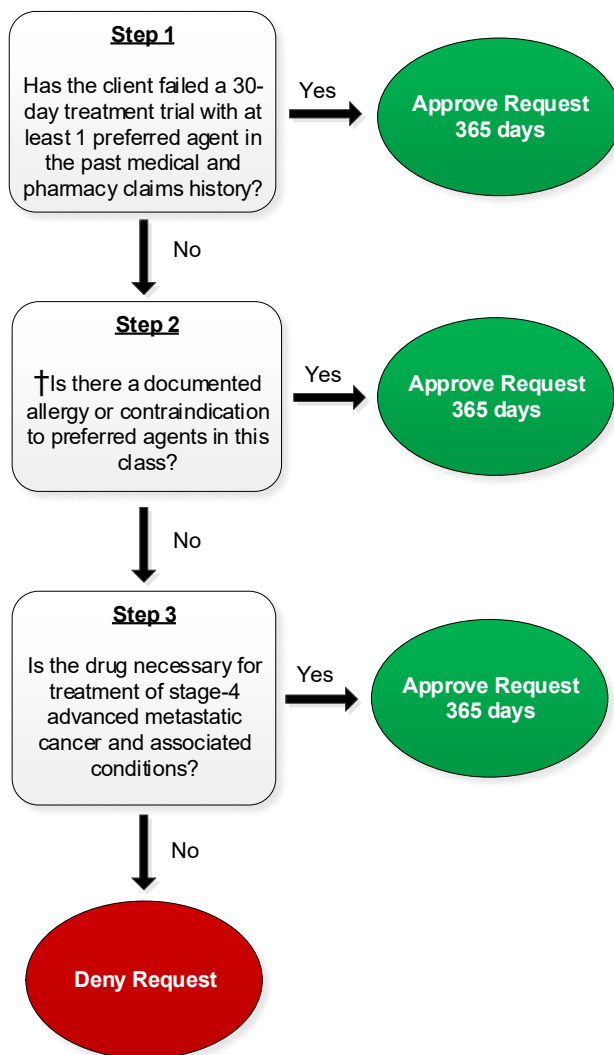 Step 1
Has the client failed a 30-
day treatment trial with at
least 1 preferred agent in
the past medical and
pharmacy claims history?
Yes
Approve Request
365 days
No
Step 2
†Is there a documented
allergy or contraindication
to preferred agents in this
class?
Yes
Approve Request
365 days
No
Step 3
Is the drug necessary for
treatment of stage-4
advanced metastatic
cancer and associated
conditions?
Yes
Approve Request
365 days
No
Deny Request